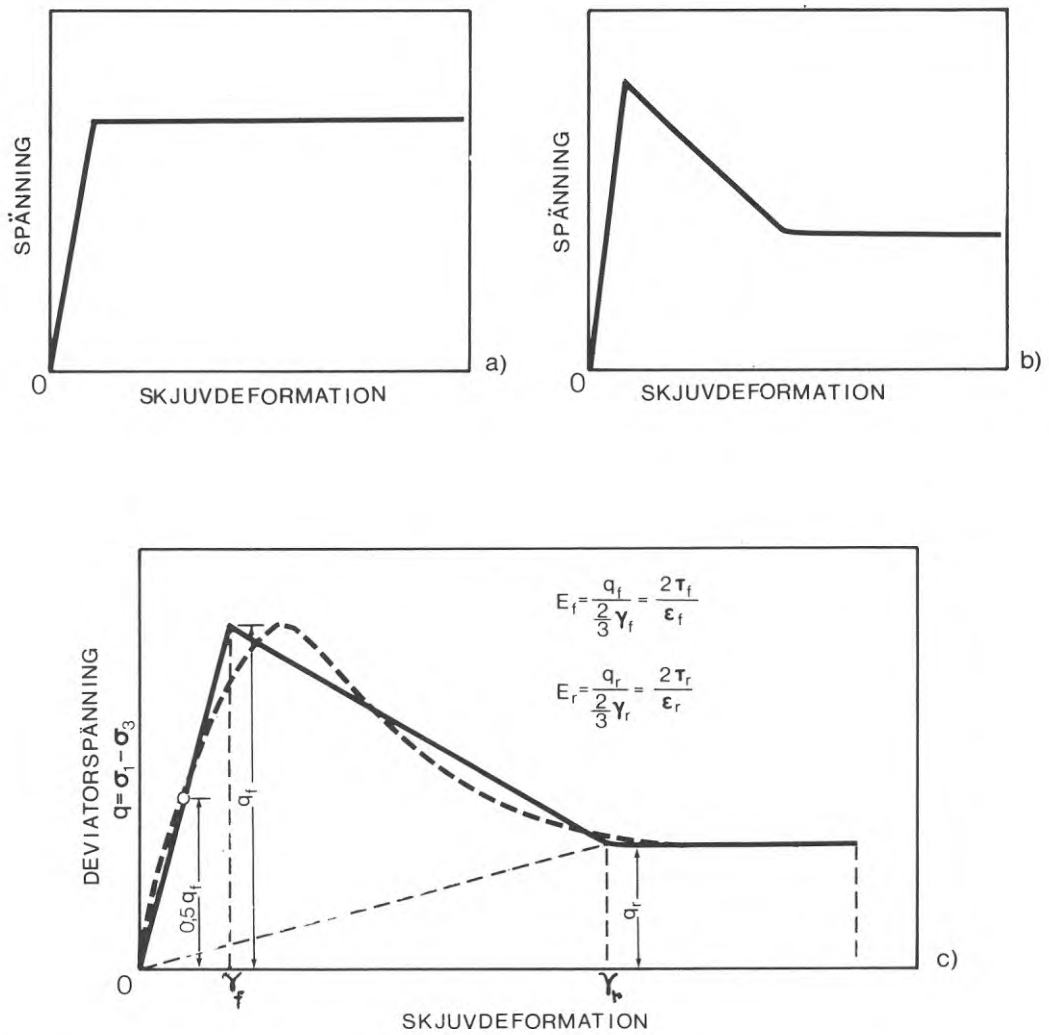 SPÄNNING
0
SKJUVDEFORMATION
a)
SPÄNNING
0
SKJUVDEFORMATION
b)
DEVIATORSPÄNNING
q=σ₁-σ₃
E_f = q_f / (2/3 γ_f) = 2τ_f / ε_f
E_r = q_r / (2/3 γ_r) = 2τ_r / ε_r
0,5 q_f
q_f
q_r
0
γ_f
γ_r
SKJUVDEFORMATION
c)